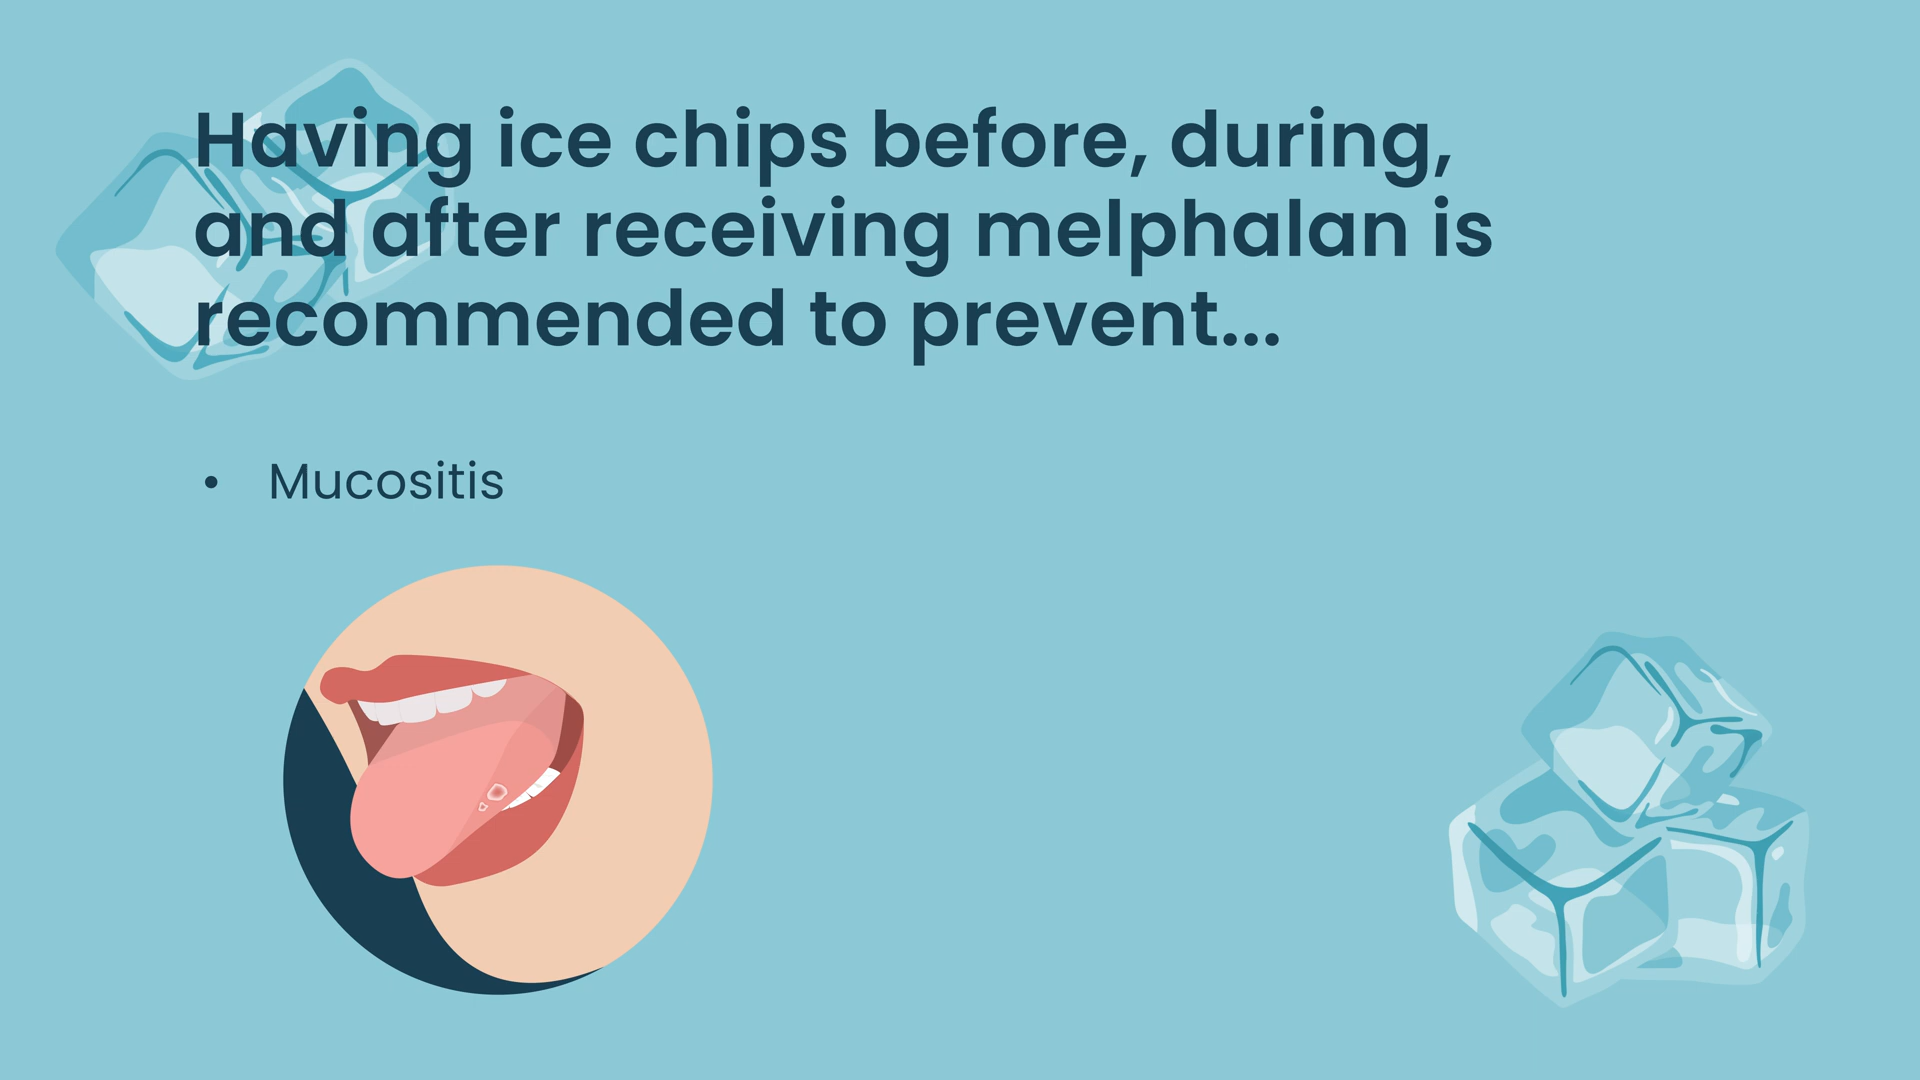 Having ice chips before, during,
and after receiving melphalan is
recommended to prevent...
• Mucositis